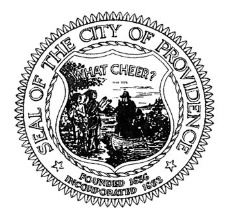 SEAL OF THE CITY OF PROVIDENCE
WHAT CHEER?
FOUNDED 1636
INCORPORATED 1832